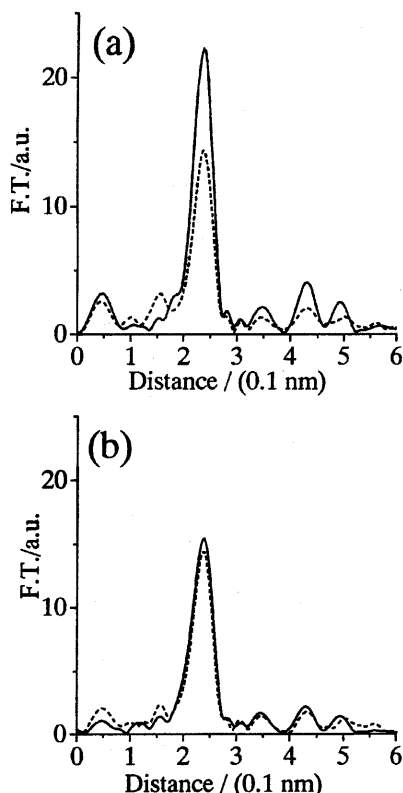 (a)
20
10
0
F.T./a.u.
0 1 2 3 4 5 6
Distance / (0.1 nm)
(b)
20
10
0
F.T./a.u.
0 1 2 3 4 5 6
Distance / (0.1 nm)